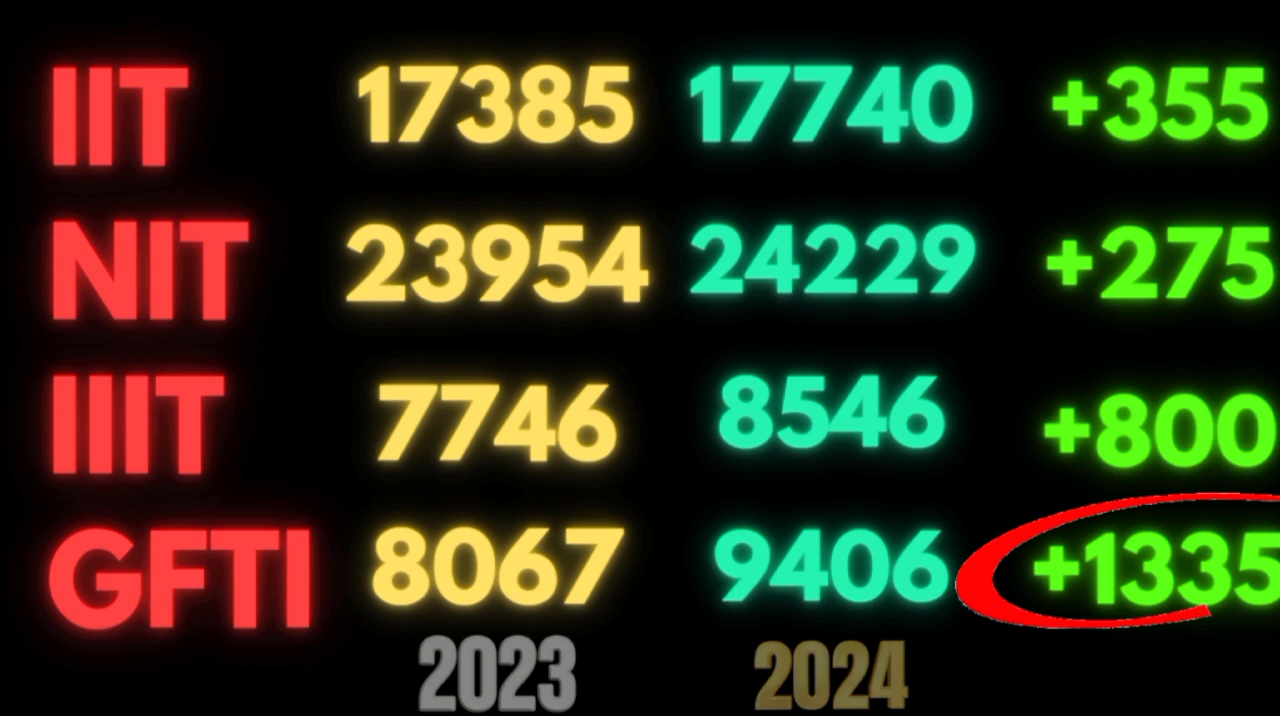 IIT 17385 17740 +355
NIT 23954 24229 +275
IIIT 7746 8546 +800
GFTI 8067 9406 +1335
2023 2024